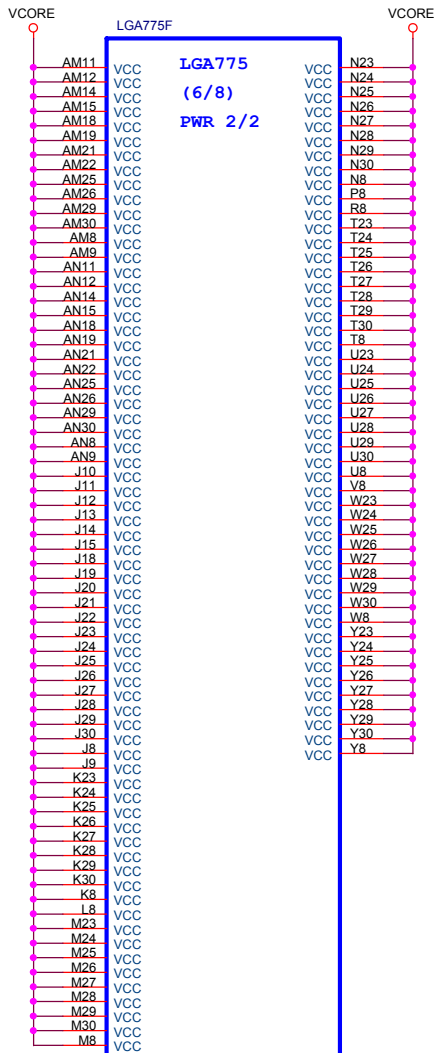 VCORE
VCORE
LGA775F
LGA775
(6/8)
PWR 2/2
AM11 VCC VCC N23
AM12 VCC VCC N24
AM14 VCC VCC N25
AM15 VCC VCC N26
AM18 VCC VCC N27
AM19 VCC VCC N28
AM21 VCC VCC N29
AM22 VCC VCC N30
AM25 VCC VCC N8
AM26 VCC VCC P8
AM29 VCC VCC R8
AM30 VCC VCC T23
AM8 VCC VCC T24
AM9 VCC VCC T25
AN11 VCC VCC T26
AN12 VCC VCC T27
AN14 VCC VCC T28
AN15 VCC VCC T29
AN18 VCC VCC T30
AN19 VCC VCC T8
AN21 VCC VCC U23
AN22 VCC VCC U24
AN25 VCC VCC U25
AN26 VCC VCC U26
AN29 VCC VCC U27
AN30 VCC VCC U28
AN8 VCC VCC U29
AN9 VCC VCC U30
J10 VCC VCC U8
J11 VCC VCC V8
J12 VCC VCC W23
J13 VCC VCC W24
J14 VCC VCC W25
J15 VCC VCC W26
J18 VCC VCC W27
J19 VCC VCC W28
J20 VCC VCC W29
J21 VCC VCC W30
J22 VCC VCC W8
J23 VCC VCC Y23
J24 VCC VCC Y24
J25 VCC VCC Y25
J26 VCC VCC Y26
J27 VCC VCC Y27
J28 VCC VCC Y28
J29 VCC VCC Y29
J30 VCC VCC Y30
J8 VCC VCC Y8
J9 VCC
K23 VCC
K24 VCC
K25 VCC
K26 VCC
K27 VCC
K28 VCC
K29 VCC
K30 VCC
K8 VCC
L8 VCC
M23 VCC
M24 VCC
M25 VCC
M26 VCC
M27 VCC
M28 VCC
M29 VCC
M30 VCC
M8 VCC